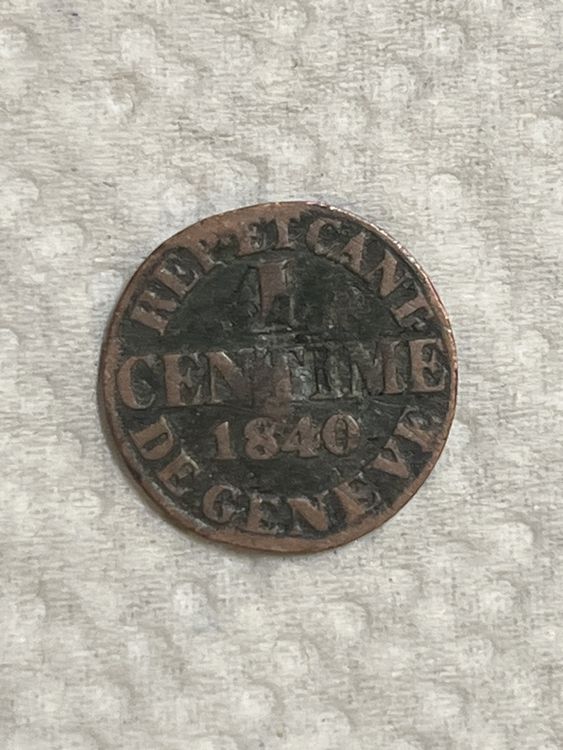 REP. ET CANT.
1
CENTIME
1840
DE GENEVE